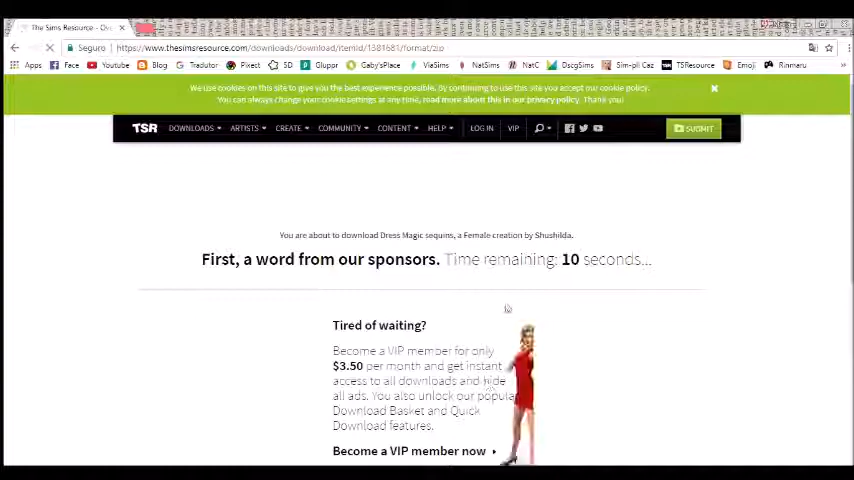 The Sims Resource - Ov
Seguro
https://www.thesimsresource.com/downloads/download/itemId/1381681/format/zip
Apps Face Youtube Blog Tradutor Pixect SD Gluppr Gaby'sPlace ViaSims NatSims NatC DscgSims Sim-pli Caz TSResource Emoji Rinmaru
We use cookies on this site to give you the best experience possible. By continuing to use this site you accept our cookie policy.
You can always change your cookie settings at any time, read more about this in our privacy policy. Thank you!
TSR DOWNLOADS ARTISTS CREATE COMMUNITY CONTENT HELP LOG IN VIP SUBMIT
You are about to download Dress Magic sequins, a Female creation by Shushilda.
First, a word from our sponsors. Time remaining: 10 seconds...
Tired of waiting?
Become a VIP member for only
$3.50 per month and get instant
access to all downloads and hide
all ads. You also unlock our popula
Download Basket and Quick
Download features.
Become a VIP member now